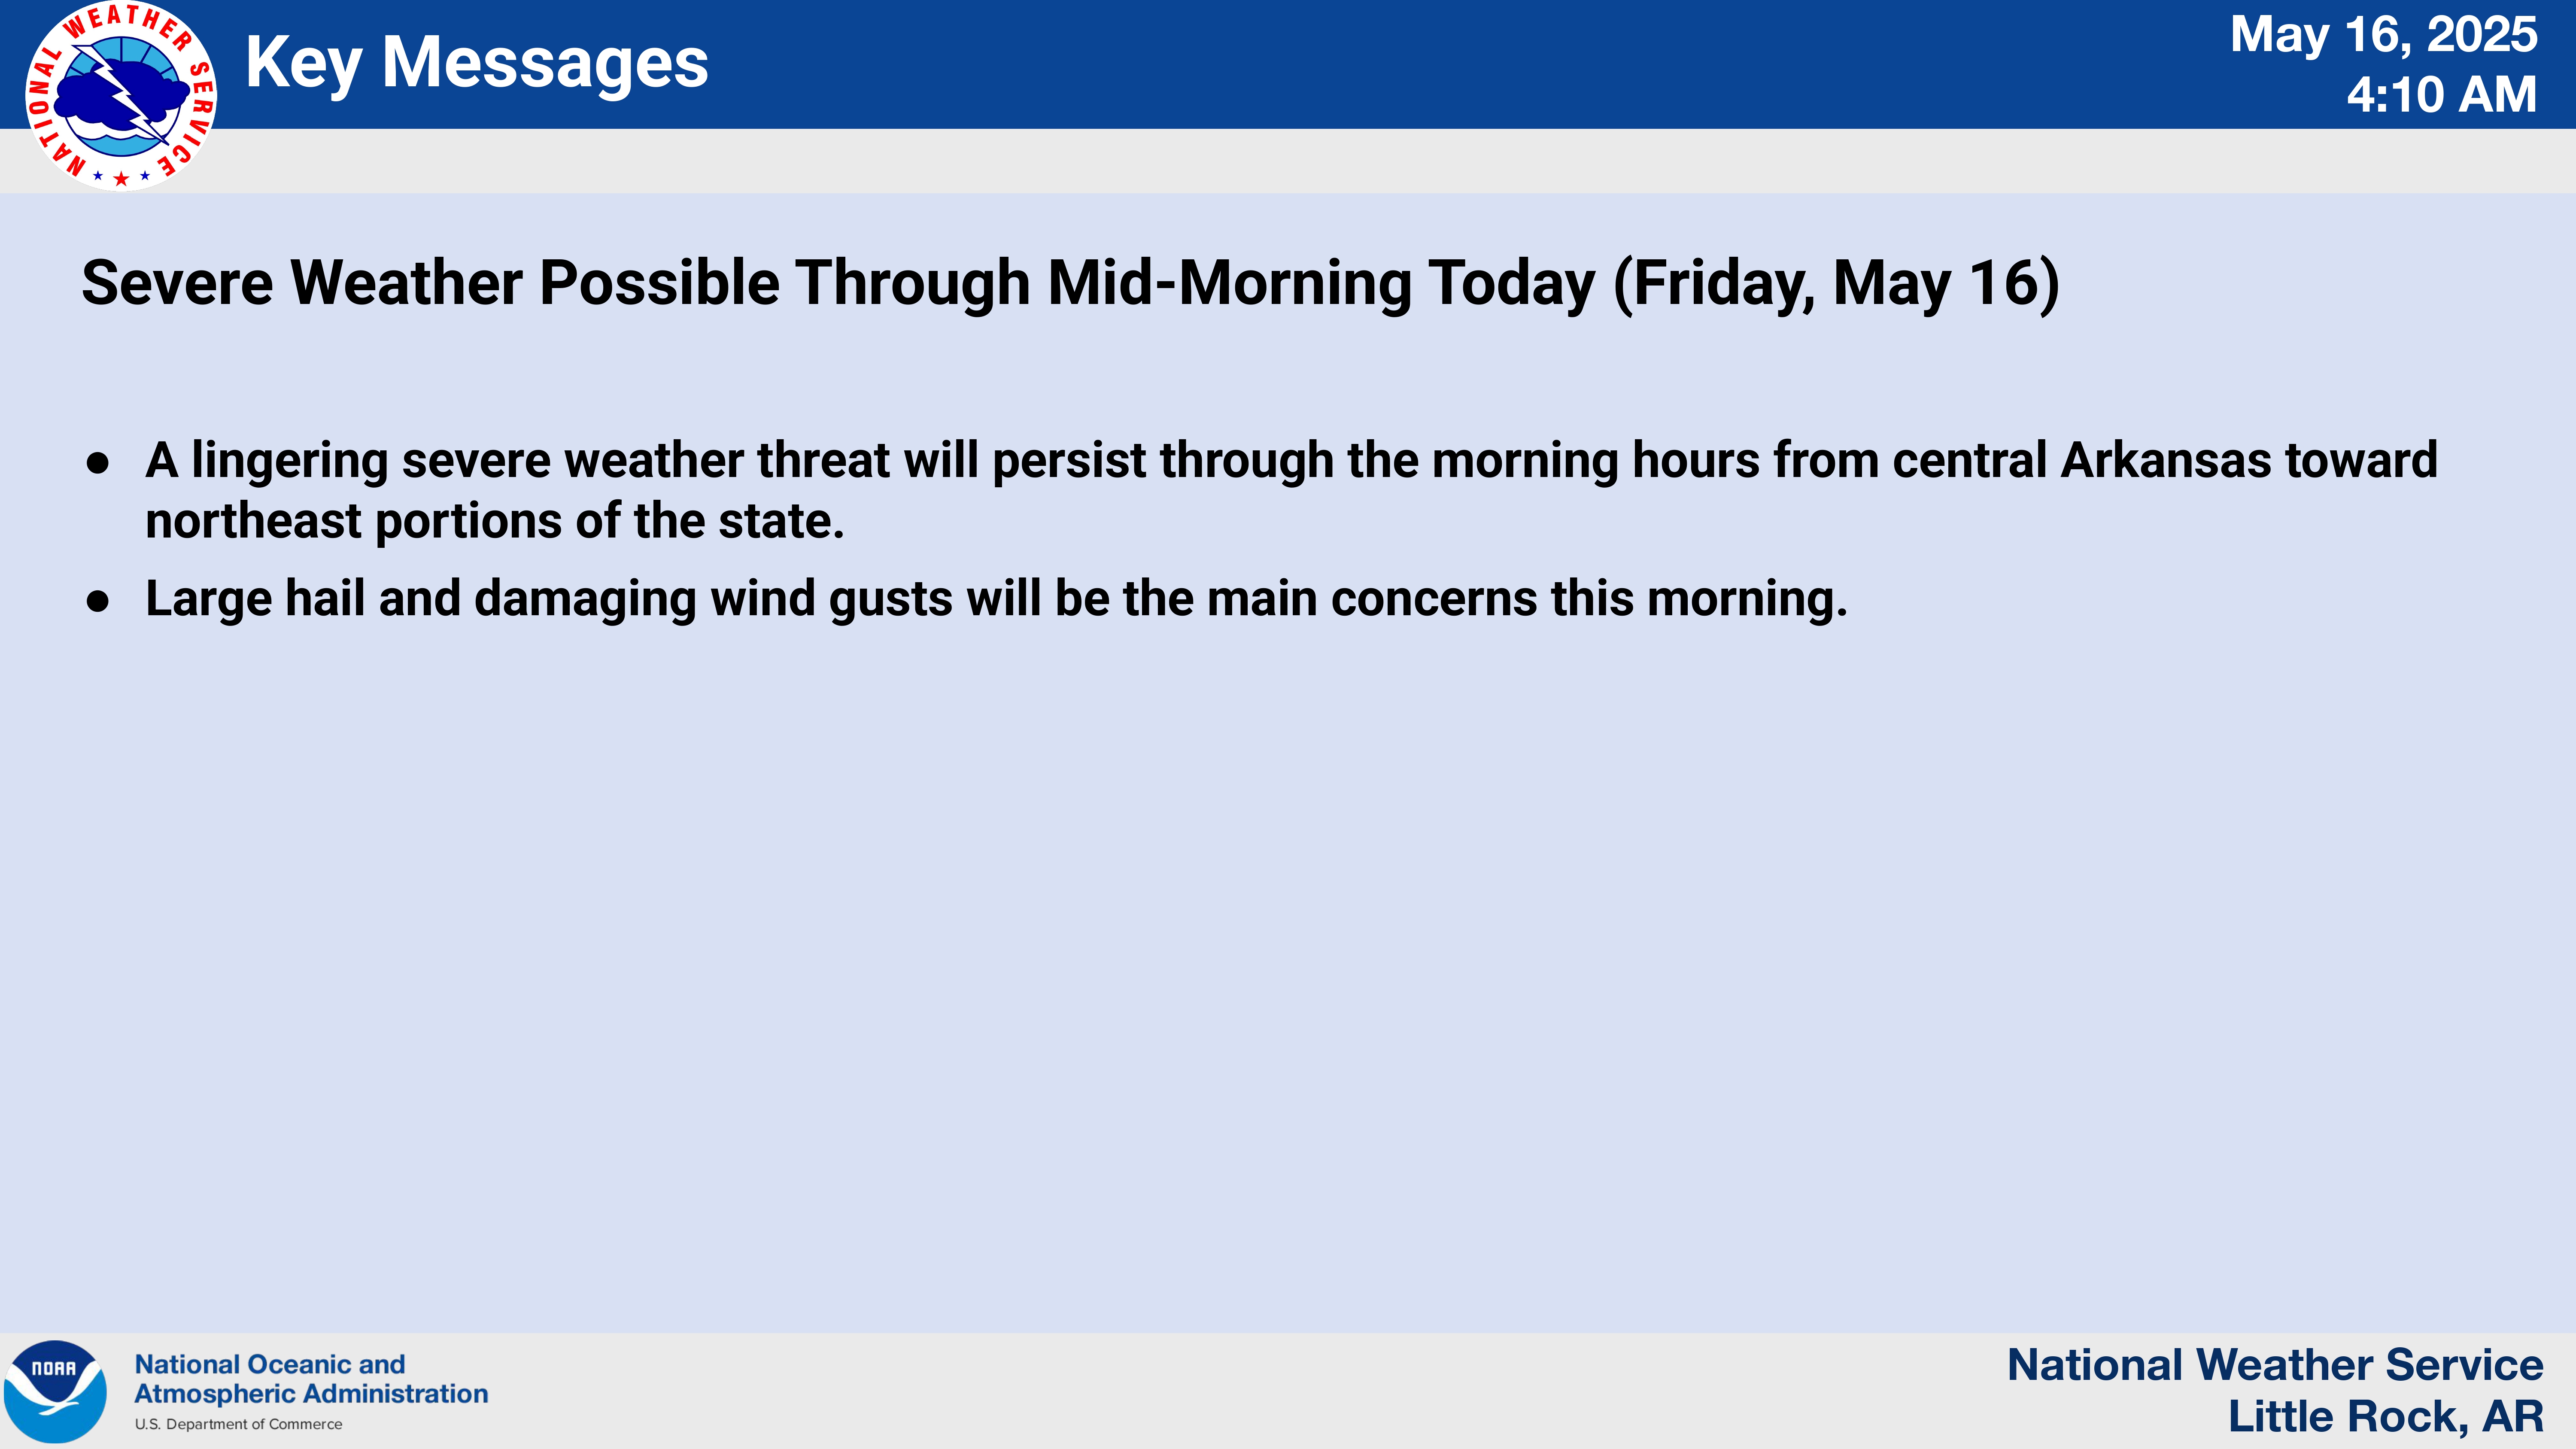 NATIONAL WEATHER SERVICE
Key Messages
May 16, 2025
4:10 AM
Severe Weather Possible Through Mid-Morning Today (Friday, May 16)
● A lingering severe weather threat will persist through the morning hours from central Arkansas toward
northeast portions of the state.
● Large hail and damaging wind gusts will be the main concerns this morning.
NOAA
National Oceanic and
Atmospheric Administration
U.S. Department of Commerce
National Weather Service
Little Rock, AR